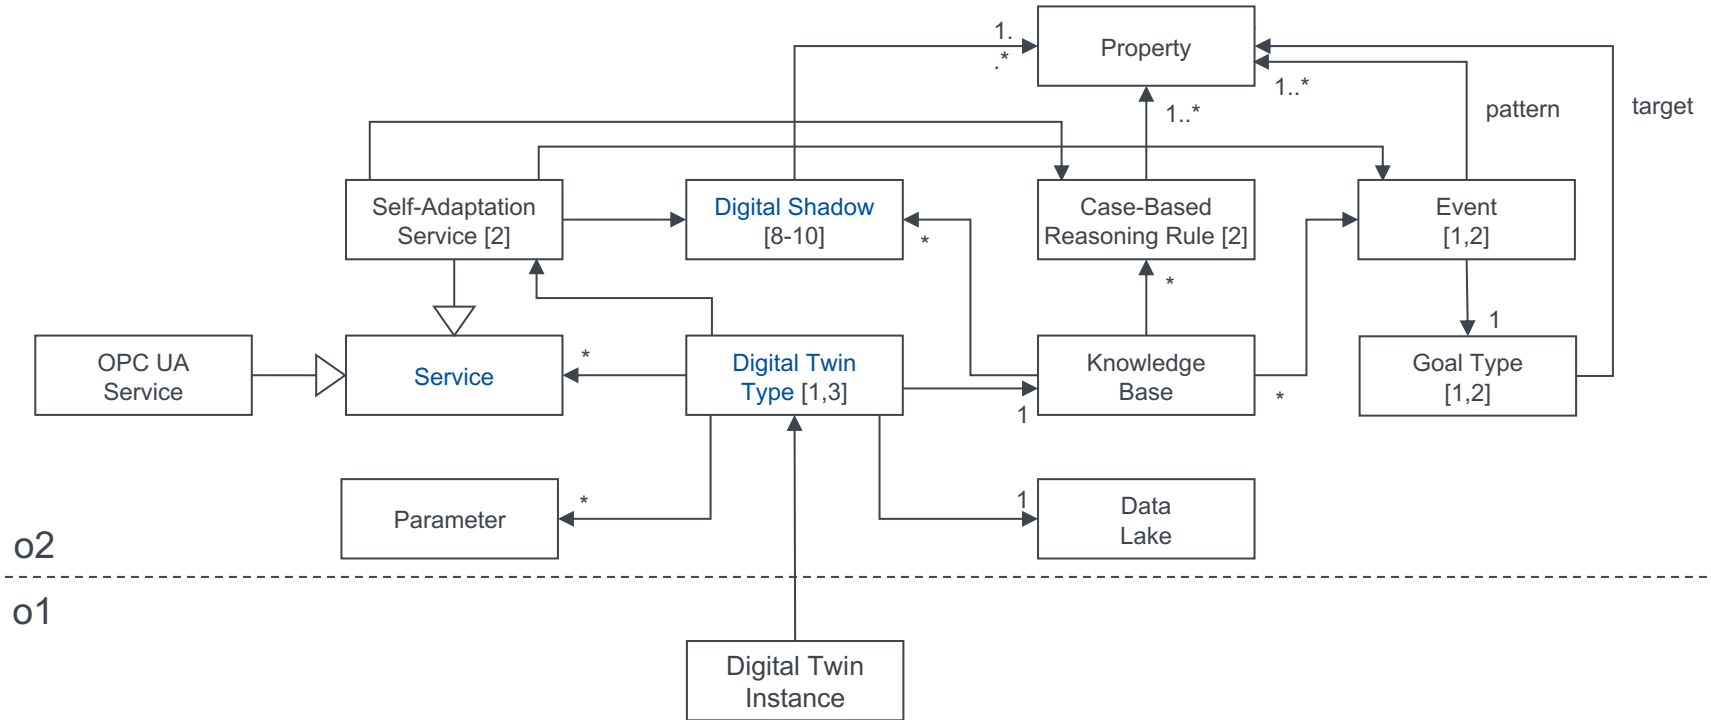 1.
.*
Property
1..*
1..*
pattern
target
Self-Adaptation
Service [2]
Digital Shadow
[8-10]
*
Case-Based
Reasoning Rule [2]
*
Event
[1,2]
1
OPC UA
Service
Service
*
Digital Twin
Type [1,3]
1
Knowledge
Base
*
Goal Type
[1,2]
Parameter
*
1
Data
Lake
o2
o1
Digital Twin
Instance